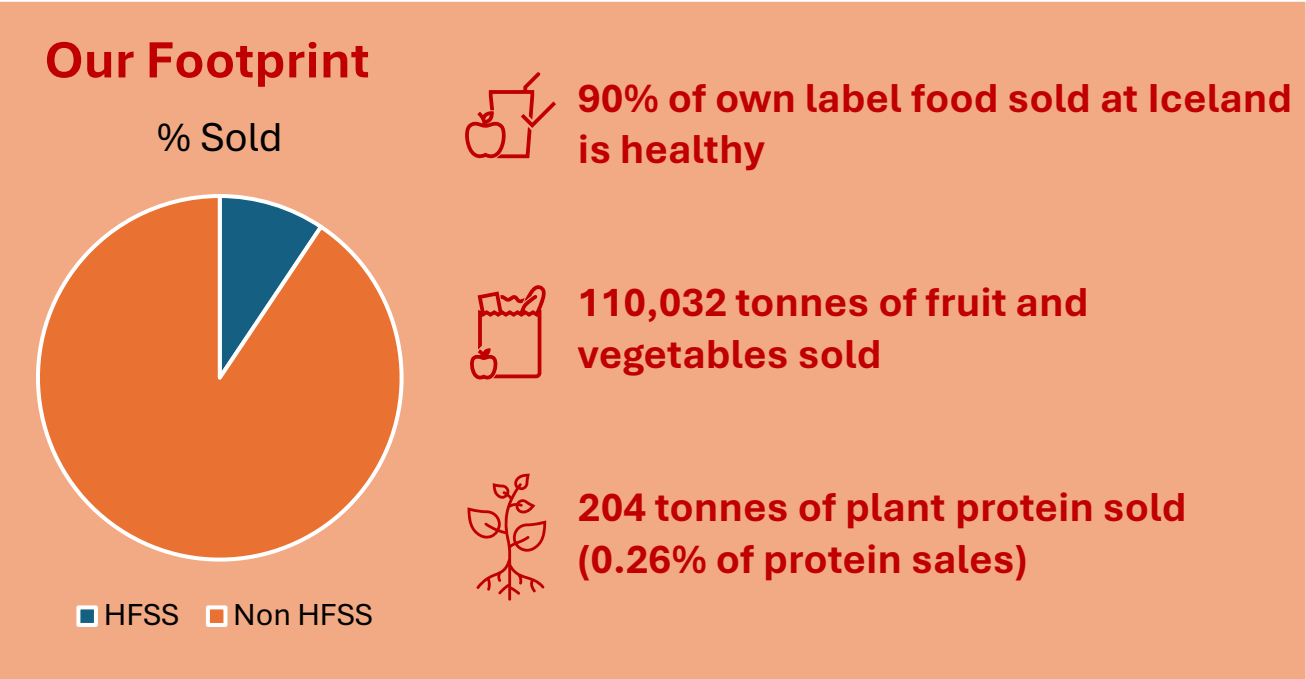 Our Footprint
% Sold
HFSS
Non HFSS
90% of own label food sold at Iceland
is healthy
110,032 tonnes of fruit and
vegetables sold
204 tonnes of plant protein sold
(0.26% of protein sales)